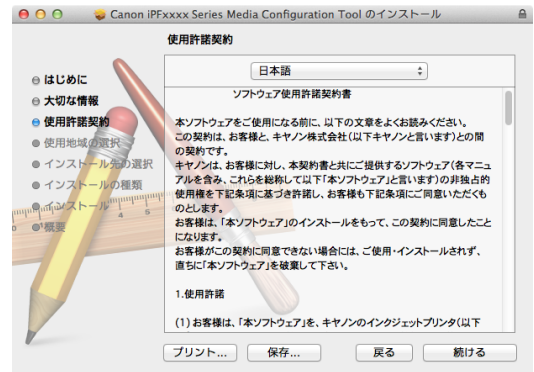 Canon iPFxxxx Series Media Configuration Tool のインストール
使用許諾契約
はじめに
大切な情報
使用許諾契約
使用地域の選択
インストール先の選択
インストールの種類
インストール
概要
4 5
日本語
ソフトウェア使用許諾契約書
本ソフトウェアをご使用になる前に、以下の文章をよくお読みください。
この契約は、お客様と、キヤノン株式会社(以下キヤノンと言います)との間
の契約です。
キヤノンは、お客様に対し、本契約書と共にご提供するソフトウェア(各マニュ
アルを含み、これらを総称して以下「本ソフトウェア」と言います)の非独占的
使用権を下記条項に基づき許諾し、お客様も下記条項にご同意いただくも
のとします。
お客様は、「本ソフトウェア」のインストールをもって、この契約に同意したこと
になります。
お客様がこの契約に同意できない場合には、ご使用・インストールされず、
直ちに「本ソフトウェア」を破棄して下さい。
1.使用許諾
(1) お客様は、「本ソフトウェア」を、キヤノンのインクジェットプリンタ(以下
プリント... 保存... 戻る 続ける